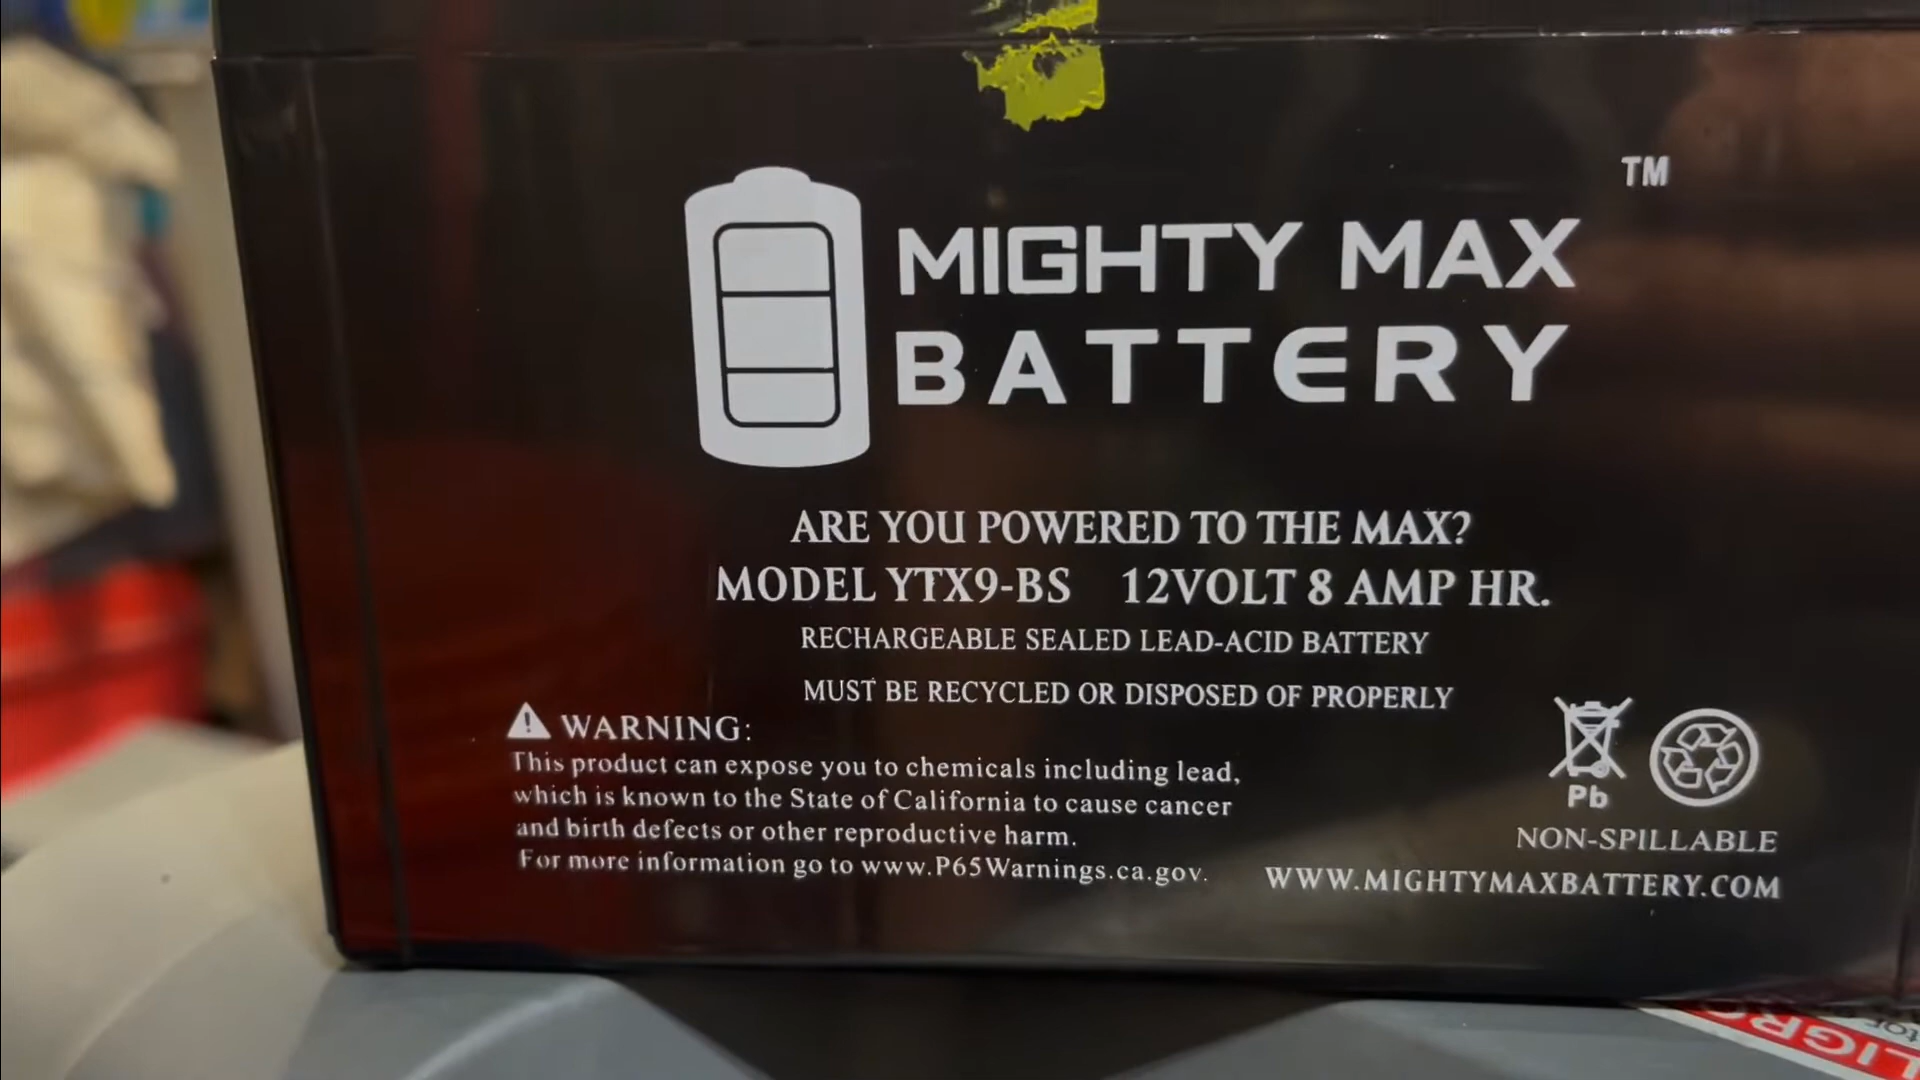 TM
MIGHTY MAX
BATTERY
ARE YOU POWERED TO THE MAX?
MODEL YTX9-BS 12VOLT 8 AMP HR.
RECHARGEABLE SEALED LEAD-ACID BATTERY
MUST BE RECYCLED OR DISPOSED OF PROPERLY
WARNING:
This product can expose you to chemicals including lead,
which is known to the State of California to cause cancer
and birth defects or other reproductive harm.
For more information go to www.P65Warnings.ca.gov.
Pb
NON-SPILLABLE
WWW.MIGHTYMAXBATTERY.COM